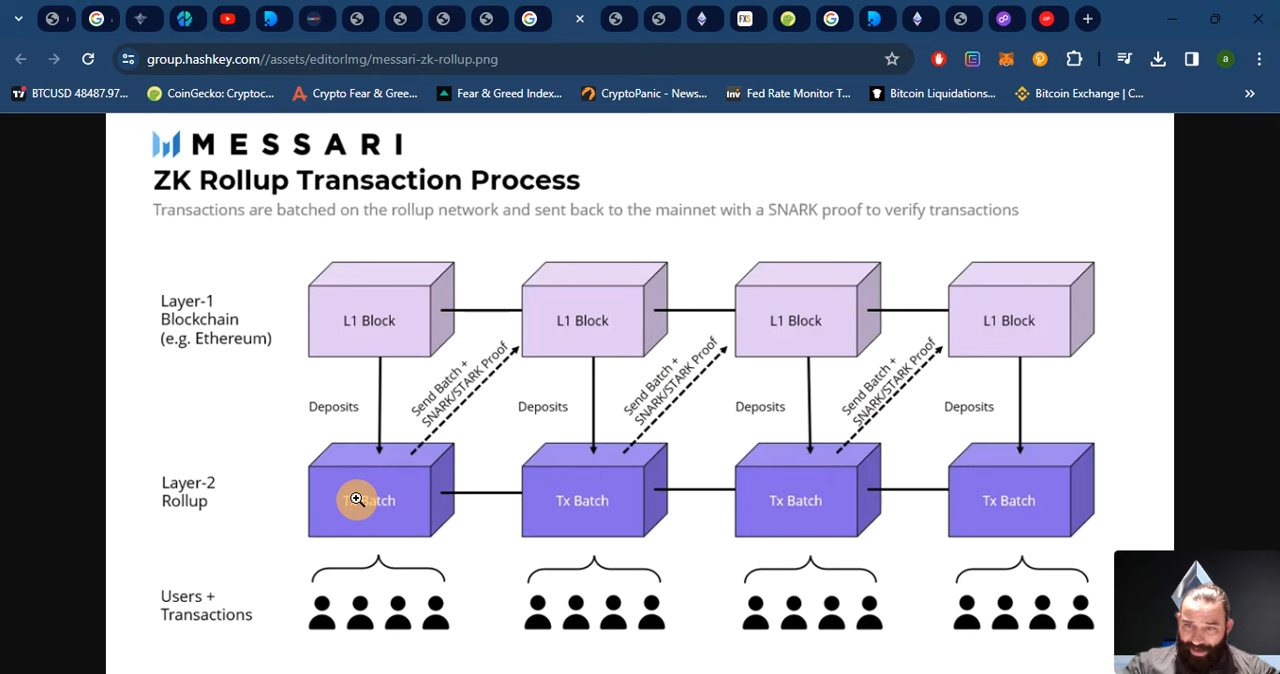 group.hashkey.com//assets/editorImg/messari-zk-rollup.png
BTCUSD 48487.97...
CoinGecko: Cryptoc...
Crypto Fear & Gree...
Fear & Greed Index...
CryptoPanic - News...
Fed Rate Monitor T...
Bitcoin Liquidations...
Bitcoin Exchange | C...
MESSARI
ZK Rollup Transaction Process
Transactions are batched on the rollup network and sent back to the mainnet with a SNARK proof to verify transactions
Layer-1
Blockchain
(e.g. Ethereum)
L1 Block
L1 Block
L1 Block
L1 Block
Deposits
Send Batch +
SNARK/STARK Proof
Deposits
Send Batch +
SNARK/STARK Proof
Deposits
Send Batch +
SNARK/STARK Proof
Deposits
Layer-2
Rollup
Tx Batch
Tx Batch
Tx Batch
Tx Batch
Users +
Transactions